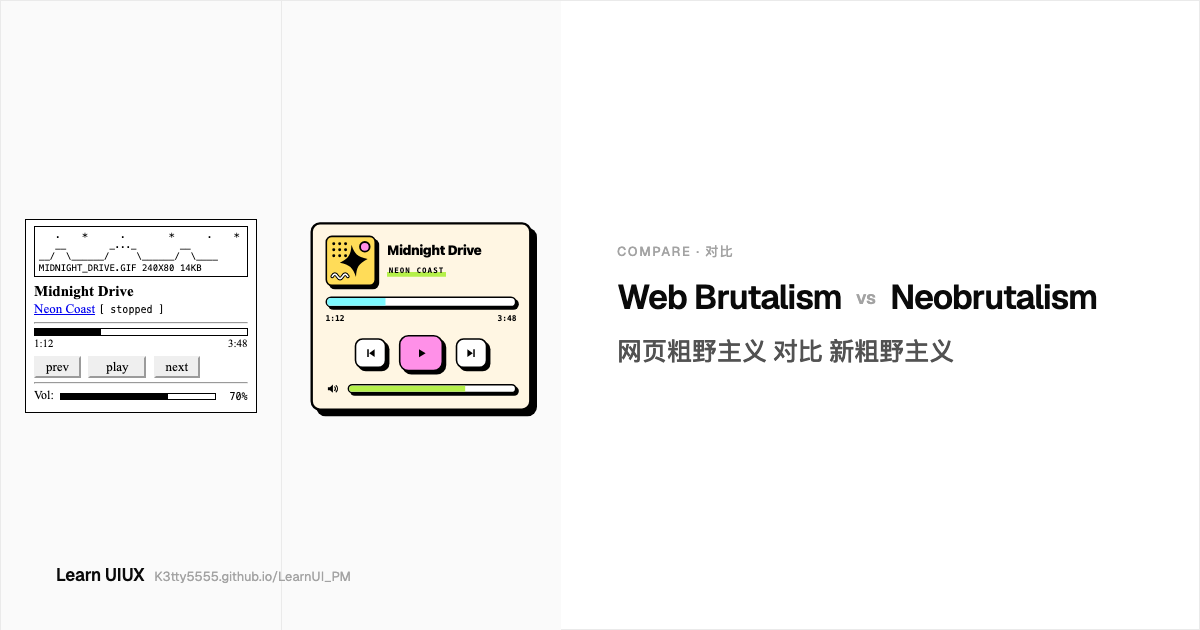 MIDNIGHT_DRIVE.GIF 240X80 14KB
Midnight Drive
Neon Coast [ stopped ]
1:12 3:48
prev play next
Vol: 70%
Midnight Drive
NEON COAST
1:12 3:48
COMPARE · 对比
Web Brutalism vs Neobrutalism
网页粗野主义 对比 新粗野主义
Learn UIUX K3tty5555.github.io/LearnUI_PM